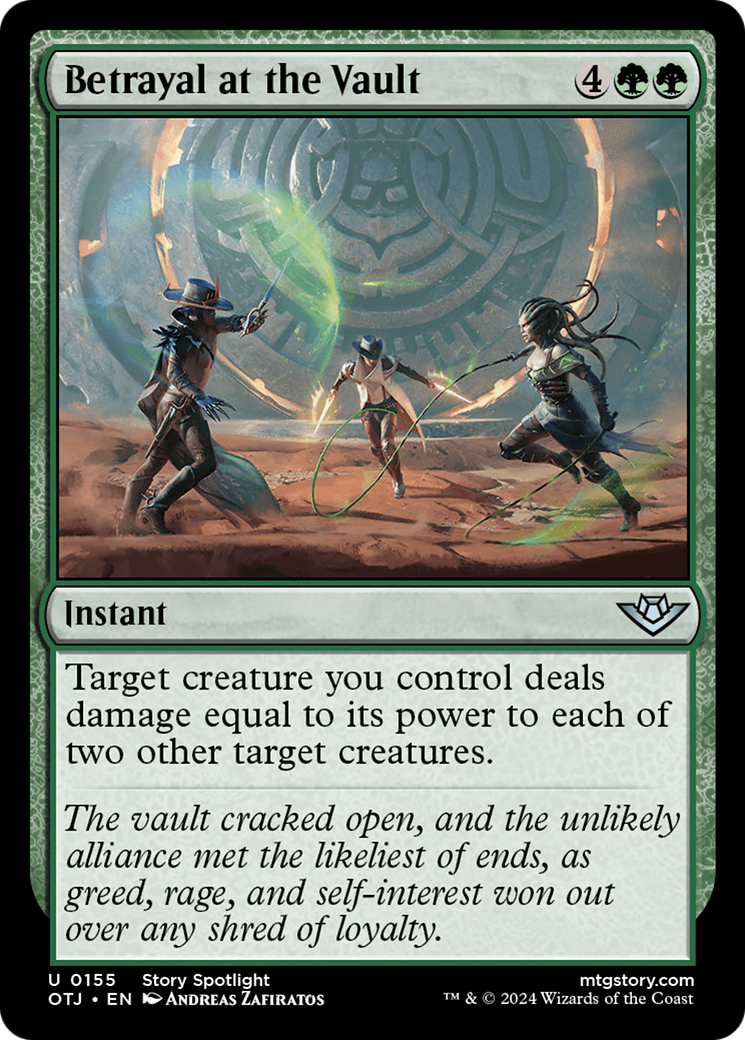 Betrayal at the Vault 4
Instant
Target creature you control deals
damage equal to its power to each of
two other target creatures.
The vault cracked open, and the unlikely
alliance met the likeliest of ends, as
greed, rage, and self-interest won out
over any shred of loyalty.
U 0155 Story Spotlight mtgstory.com
OTJ • EN Andreas Zafiratos ™ & © 2024 Wizards of the Coast